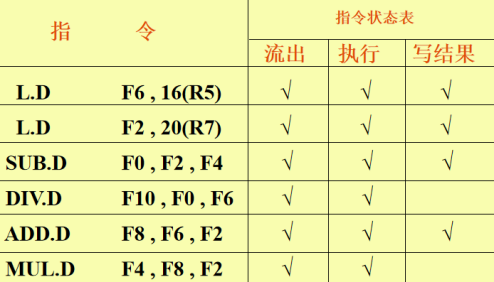 指令 指令状态表
流出 执行 写结果
L.D F6 , 16(R5) √ √ √
L.D F2 , 20(R7) √ √ √
SUB.D F0 , F2 , F4 √ √ √
DIV.D F10 , F0 , F6 √ √
ADD.D F8 , F6 , F2 √ √ √
MUL.D F4 , F8 , F2 √ √